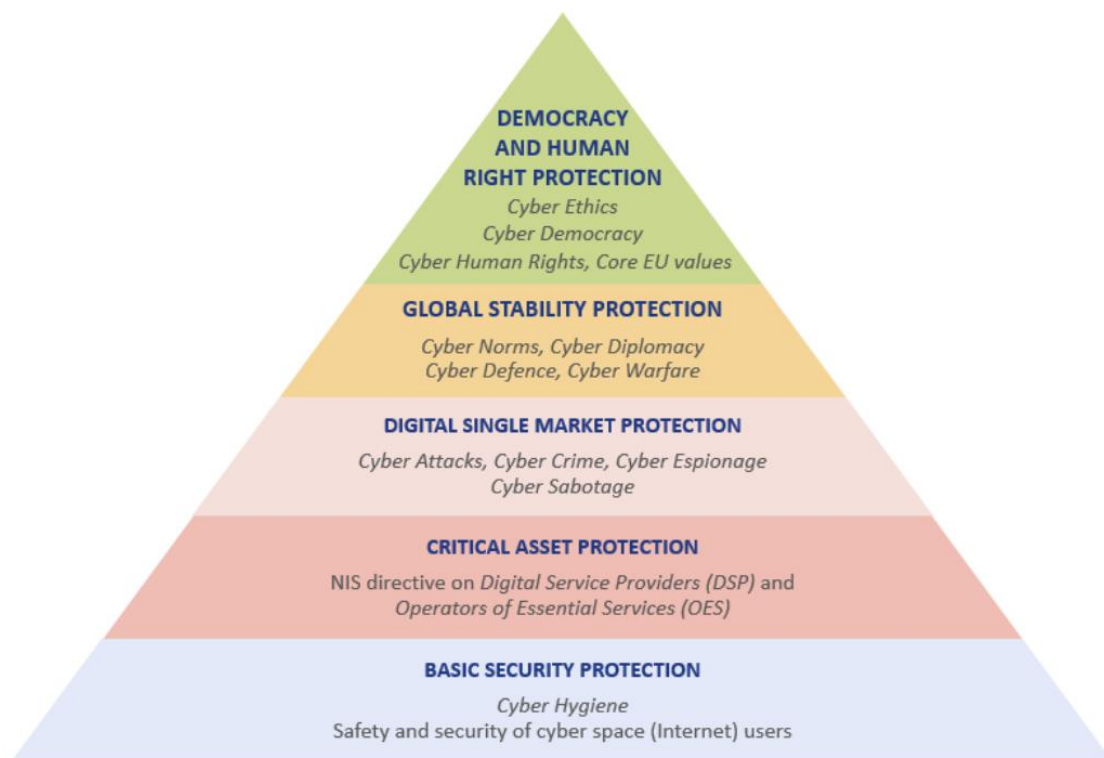 DEMOCRACY
AND HUMAN
RIGHT PROTECTION
Cyber Ethics
Cyber Democracy
Cyber Human Rights, Core EU values
GLOBAL STABILITY PROTECTION
Cyber Norms, Cyber Diplomacy
Cyber Defence, Cyber Warfare
DIGITAL SINGLE MARKET PROTECTION
Cyber Attacks, Cyber Crime, Cyber Espionage
Cyber Sabotage
CRITICAL ASSET PROTECTION
NIS directive on Digital Service Providers (DSP) and
Operators of Essential Services (OES)
BASIC SECURITY PROTECTION
Cyber Hygiene
Safety and security of cyber space (Internet) users